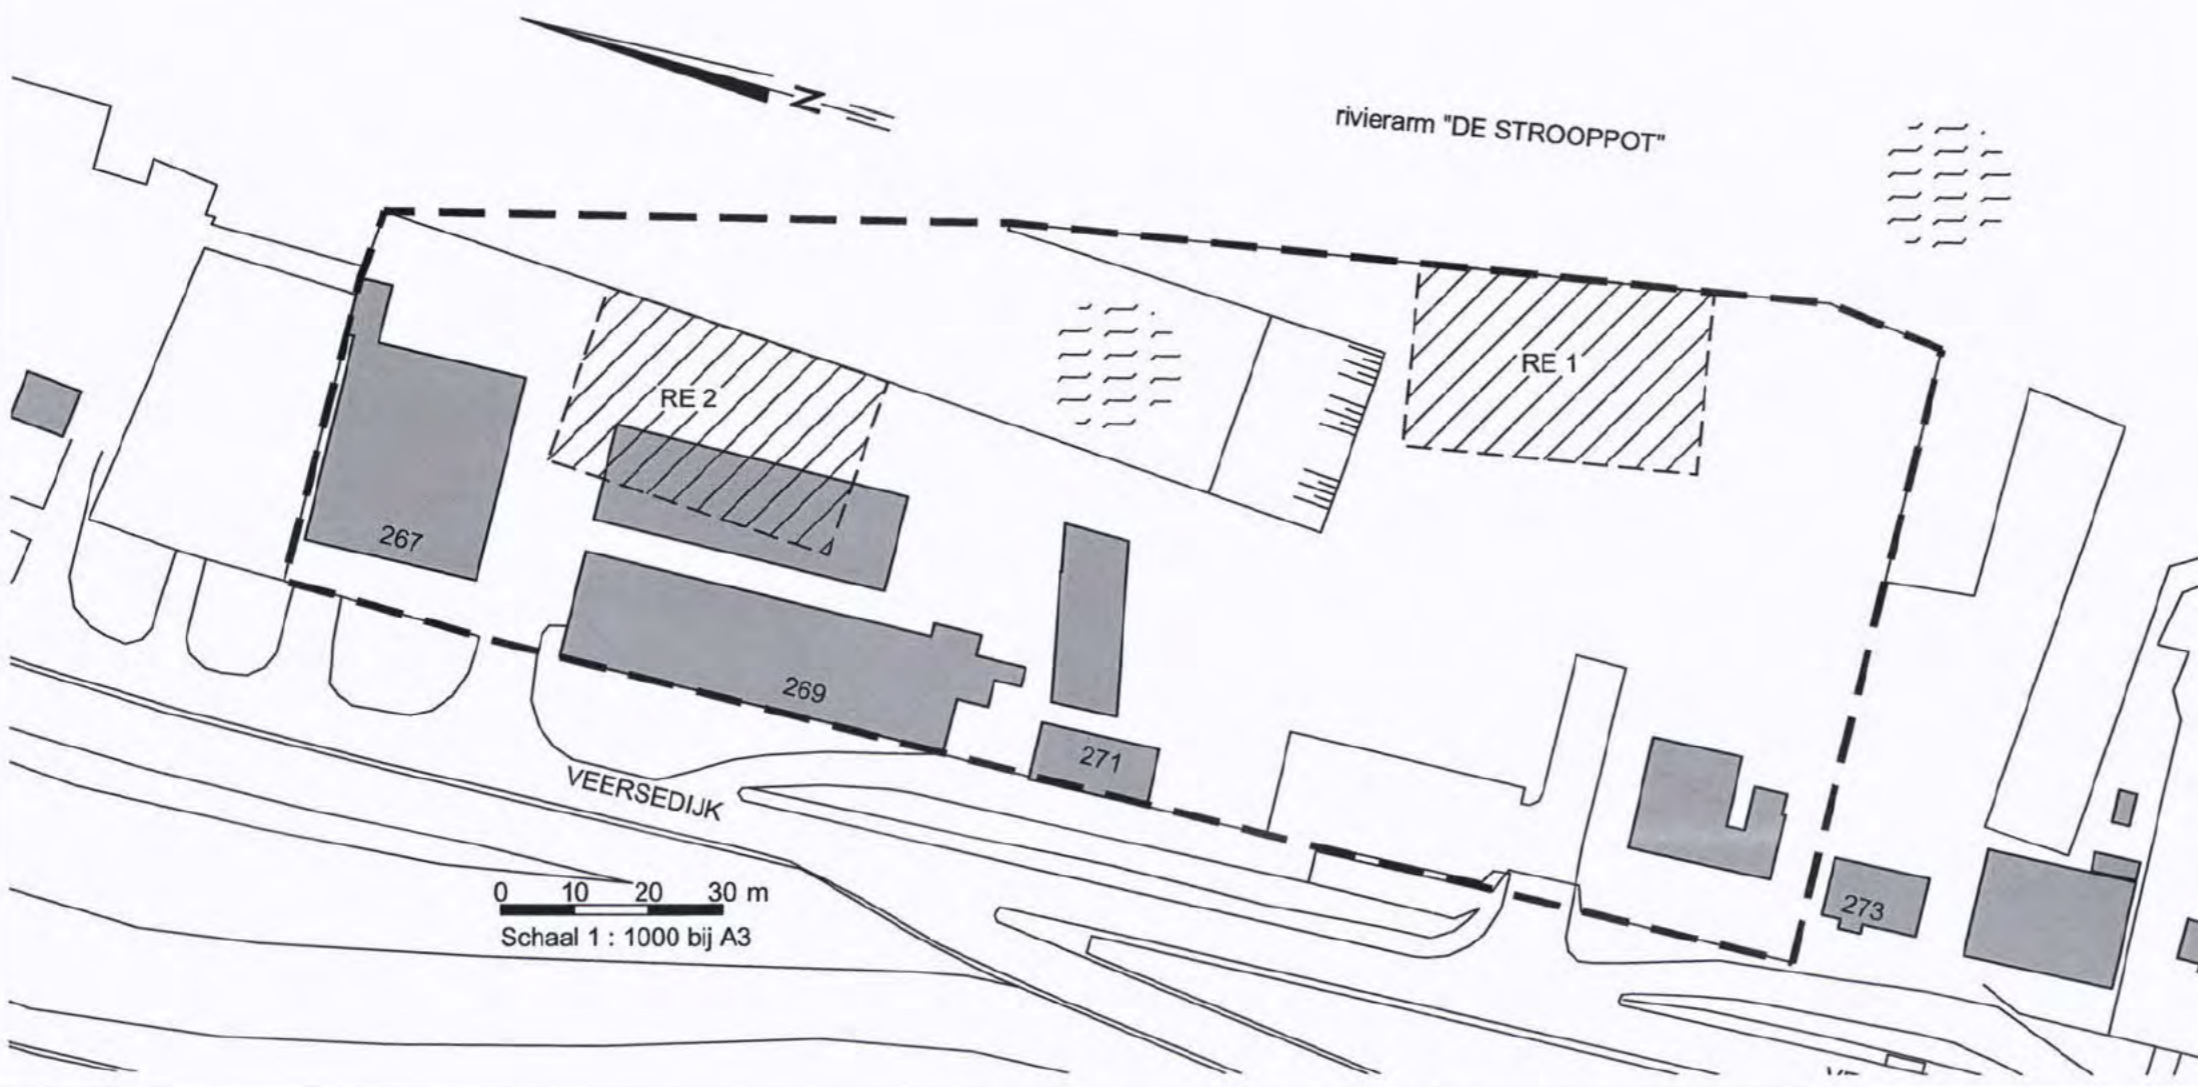 N
rivierarm "DE STROOPPOT"
RE 1
RE 2
267
269
271
273
VEERSEDIJK
0 10 20 30 m
Schaal 1 : 1000 bij A3